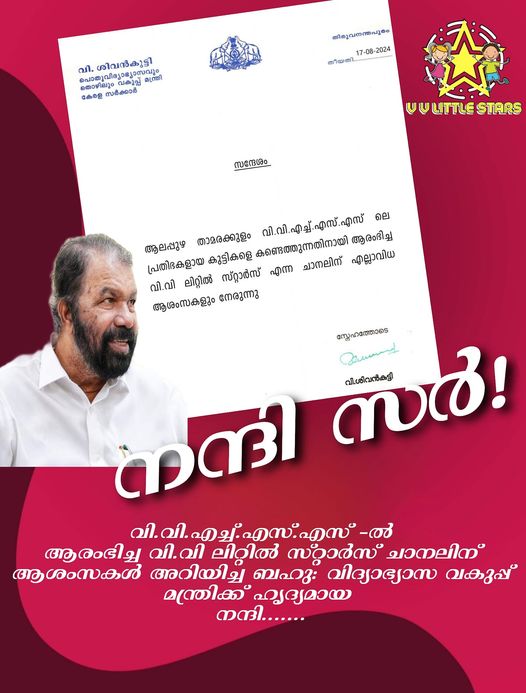 വി. ശിവൻകുട്ടി
പൊതുവിദ്യാഭ്യാസവും
തൊഴിലും വകുപ്പ് മന്ത്രി
കേരള സർക്കാർ
തിരുവനന്തപുരം
17-08-2024
തീയതി..................
V V LITTLE STARS
സന്ദേശം
ആലപ്പുഴ താമരക്കുളം വി.വി.എച്ച്.എസ്.എസ് ലെ
പ്രതിഭകളായ കുട്ടികളെ കണ്ടെത്തുന്നതിനായി ആരംഭിച്ച
വി.വി ലിറ്റിൽ സ്റ്റാർസ് എന്ന ചാനലിന് എല്ലാവിധ
ആശംസകളും നേരുന്നു
സ്നേഹത്തോടെ
വി.ശിവൻകുട്ടി
നന്ദി സർ!
വി.വി.എച്ച്.എസ്.എസ് -ൽ
ആരംഭിച്ച വി.വി ലിറ്റിൽ സ്റ്റാർസ് ചാനലിന്
ആശംസകൾ അറിയിച്ച ബഹു: വിദ്യാഭ്യാസ വകുപ്പ്
മന്ത്രിക്ക് ഹൃദ്യമായ
നന്ദി.......